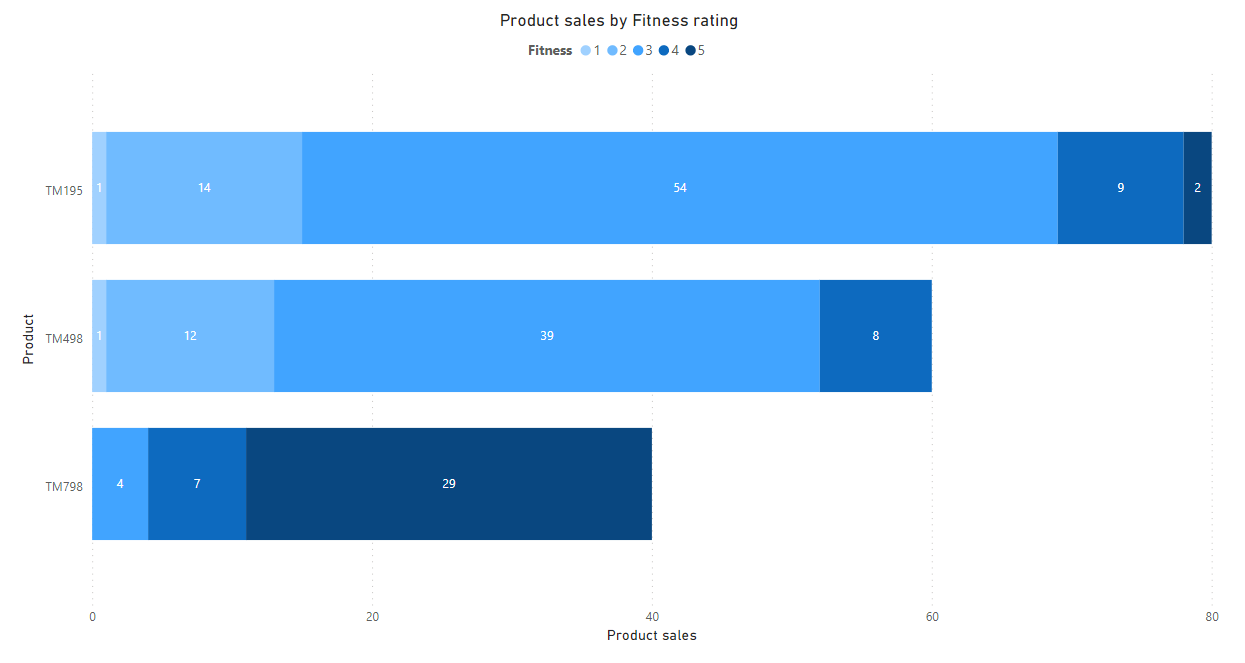 Product sales by Fitness rating
Fitness 1 2 3 4 5
TM195 1 14 54 9 2
TM498 1 12 39 8
TM798 4 7 29
Product
0 20 40 60 80
Product sales